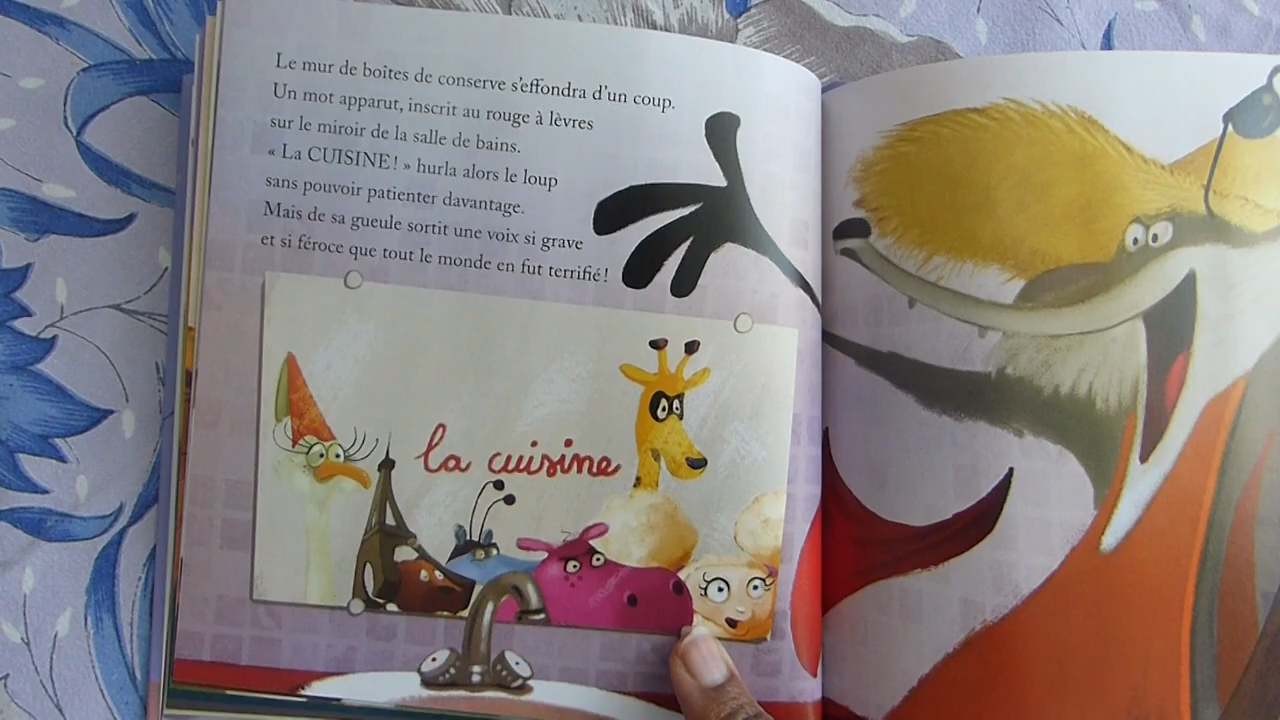 Le mur de boîtes de conserve s'effondra d'un coup.
Un mot apparut, inscrit au rouge à lèvres
sur le miroir de la salle de bains.
« La CUISINE ! » hurla alors le loup
sans pouvoir patienter davantage.
Mais de sa gueule sortit une voix si grave
et si féroce que tout le monde en fut terrifié !
la cuisine